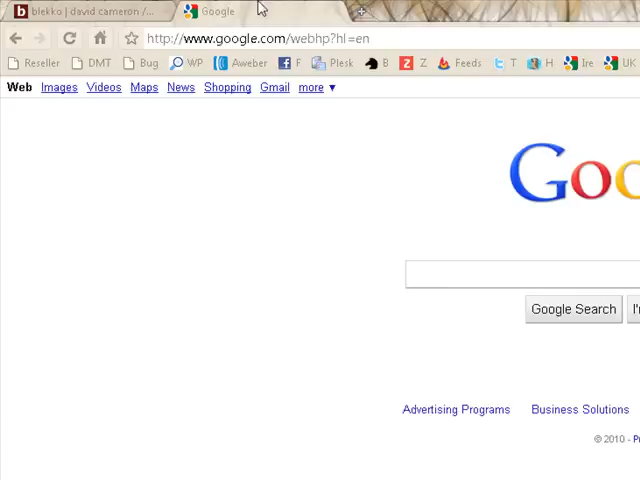 blekko | david cameron /... Google
http://www.google.com/webhp?hl=en
Reseller DMT Bug WP Aweber F Plesk B Z Feeds T H Ire UK
Web Images Videos Maps News Shopping Gmail more ▼
Goo
Google Search I'
Advertising Programs Business Solutions
© 2010 - P